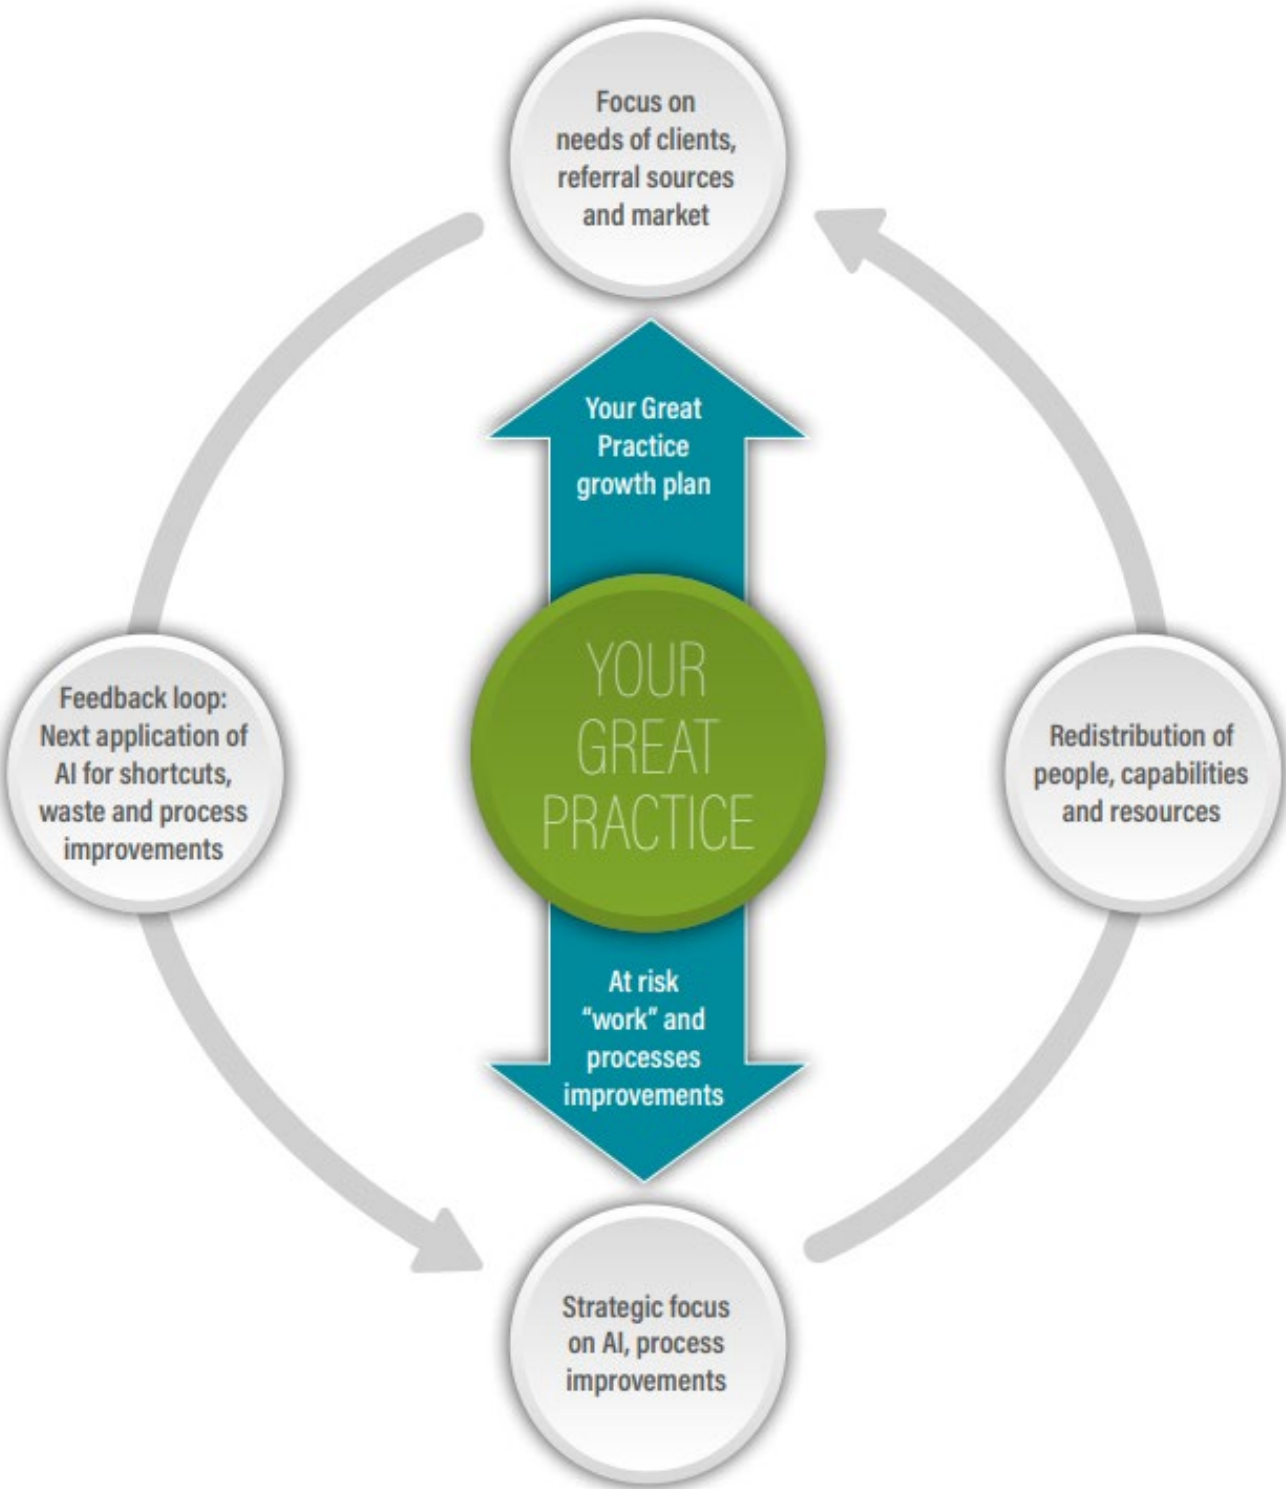 Focus on
needs of clients,
referral sources
and market
Your Great
Practice
growth plan
YOUR
GREAT
PRACTICE
Feedback loop:
Next application of
AI for shortcuts,
waste and process
improvements
Redistribution of
people, capabilities
and resources
At risk
“work” and
processes
improvements
Strategic focus
on AI, process
improvements